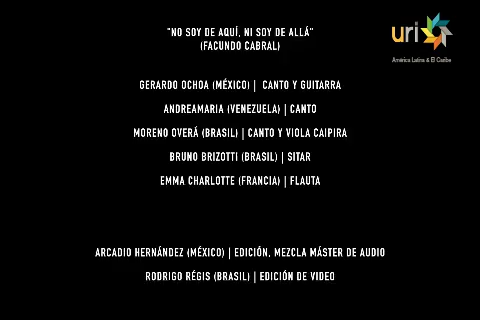 "NO SOY DE AQUÍ, NI SOY DE ALLÁ"
(FACUNDO CABRAL)
uri
América Latina & El Caribe
GERARDO OCHOA (MÉXICO) | CANTO Y GUITARRA
ANDREAMARIA (VENEZUELA) | CANTO
MORENO OVERÁ (BRASIL) | CANTO Y VIOLA CAIPIRA
BRUNO BRIZOTTI (BRASIL) | SITAR
EMMA CHARLOTTE (FRANCIA) | FLAUTA
ARCADIO HERNÁNDEZ (MÉXICO) | EDICIÓN, MEZCLA MÁSTER DE AUDIO
RODRIGO RÉGIS (BRASIL) | EDICIÓN DE VIDEO